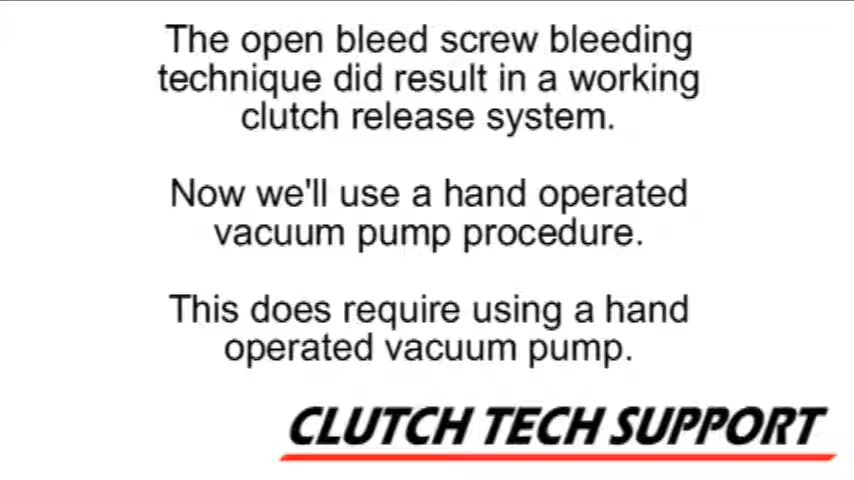 The open bleed screw bleeding
technique did result in a working
clutch release system.
Now we'll use a hand operated
vacuum pump procedure.
This does require using a hand
operated vacuum pump.
CLUTCH TECH SUPPORT